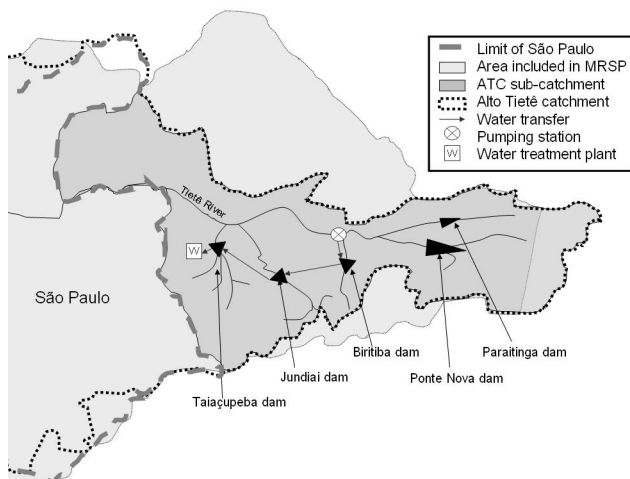 Limit of São Paulo
Area included in MRSP
ATC sub-catchment
Alto Tietê catchment
Water transfer
Pumping station
W
Water treatment plant
Tietê River
W
São Paulo
Biritiba dam
Paraitinga dam
Jundiai dam
Ponte Nova dam
Taiaçupeba dam